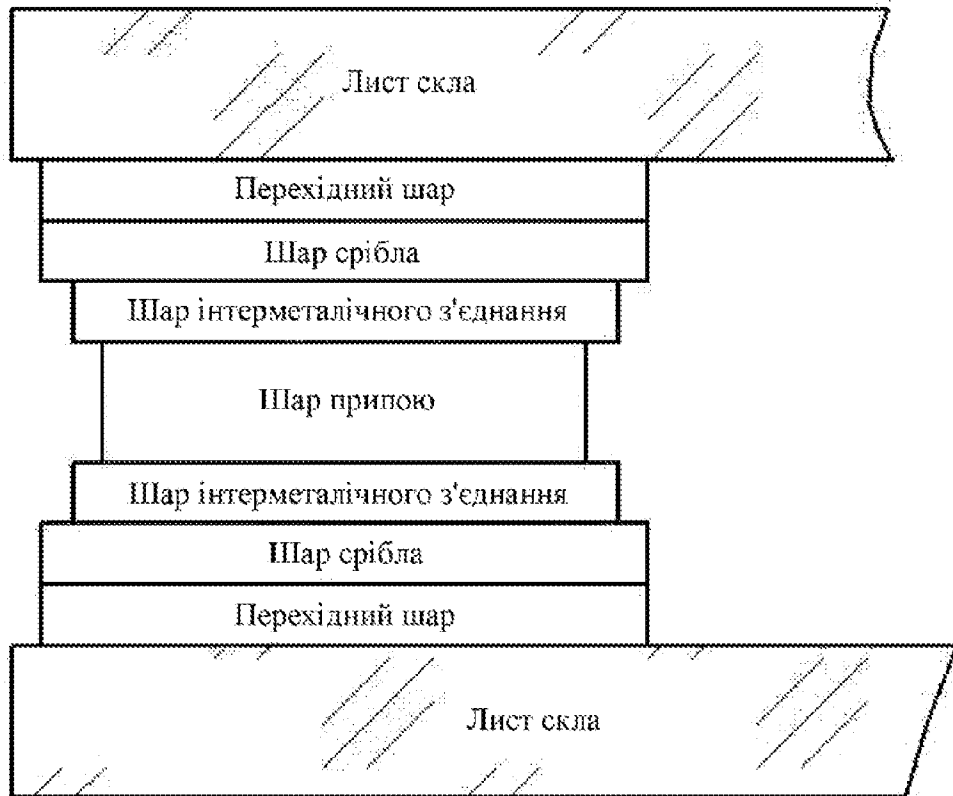 Лист скла
Перехідний шар
Шар срібла
Шар інтерметалічного з'єднання
Шар припою
Шар інтерметалічного з'єднання
Шар срібла
Перехідний шар
Лист скла